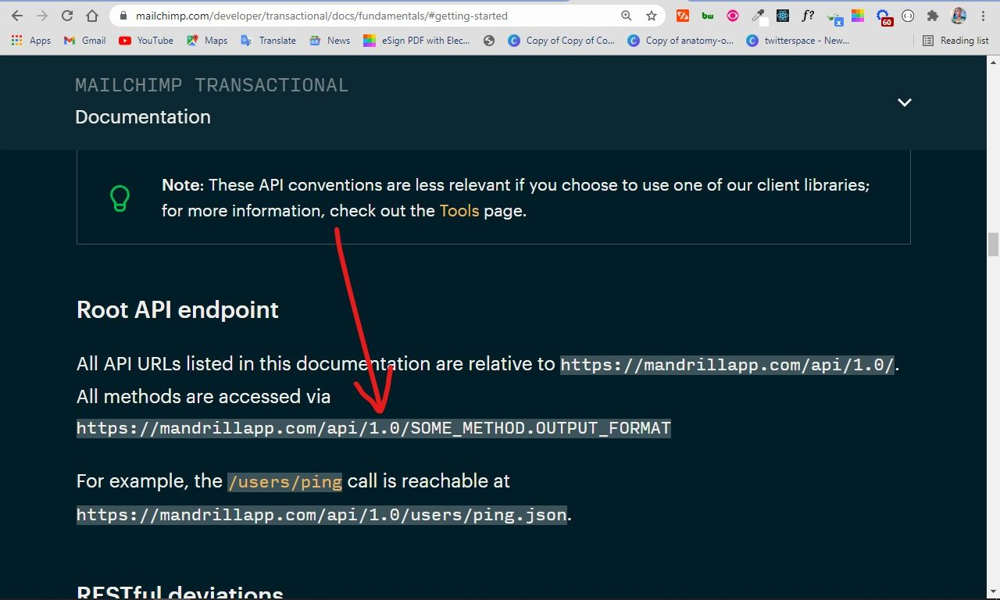 mailchimp.com/developer/transactional/docs/fundamentals/#getting-started
f?
bw
x
60
Apps
Gmail
YouTube
Maps
Translate
News
eSign PDF with Elec...
Copy of Copy of Co...
Copy of anatomy-o...
twitterspace - New...
Reading list
MAILCHIMP TRANSACTIONAL
Documentation
Note: These API conventions are less relevant if you choose to use one of our client libraries;
for more information, check out the Tools page.
Root API endpoint
All API URLs listed in this documentation are relative to https://mandrillapp.com/api/1.0/.
All methods are accessed via
https://mandrillapp.com/api/1.0/SOME_METHOD.OUTPUT_FORMAT
For example, the /users/ping call is reachable at
https://mandrillapp.com/api/1.0/users/ping.json.
RESTful deviations